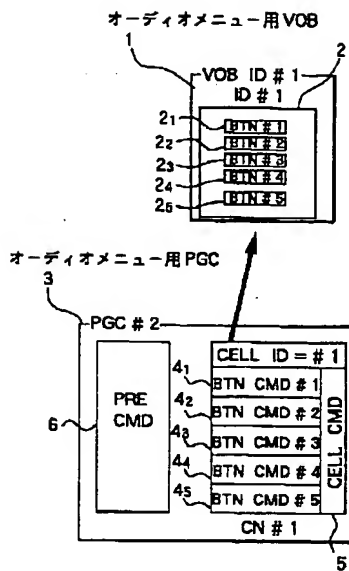 オーディオメニュー用VOB
1
2
VOB ID#1
ID#1
2₁ BTN#1
2₂ BTN#2
2₃ BTN#3
2₄ BTN#4
2₅ BTN#5
オーディオメニュー用PGC
3
PGC#2
CELL ID=#1
6
PRE
CMD
4₁ BTN CMD#1
4₂ BTN CMD#2
4₃ BTN CMD#3
4₄ BTN CMD#4
4₅ BTN CMD#5
CELL CMD
CN#1
5